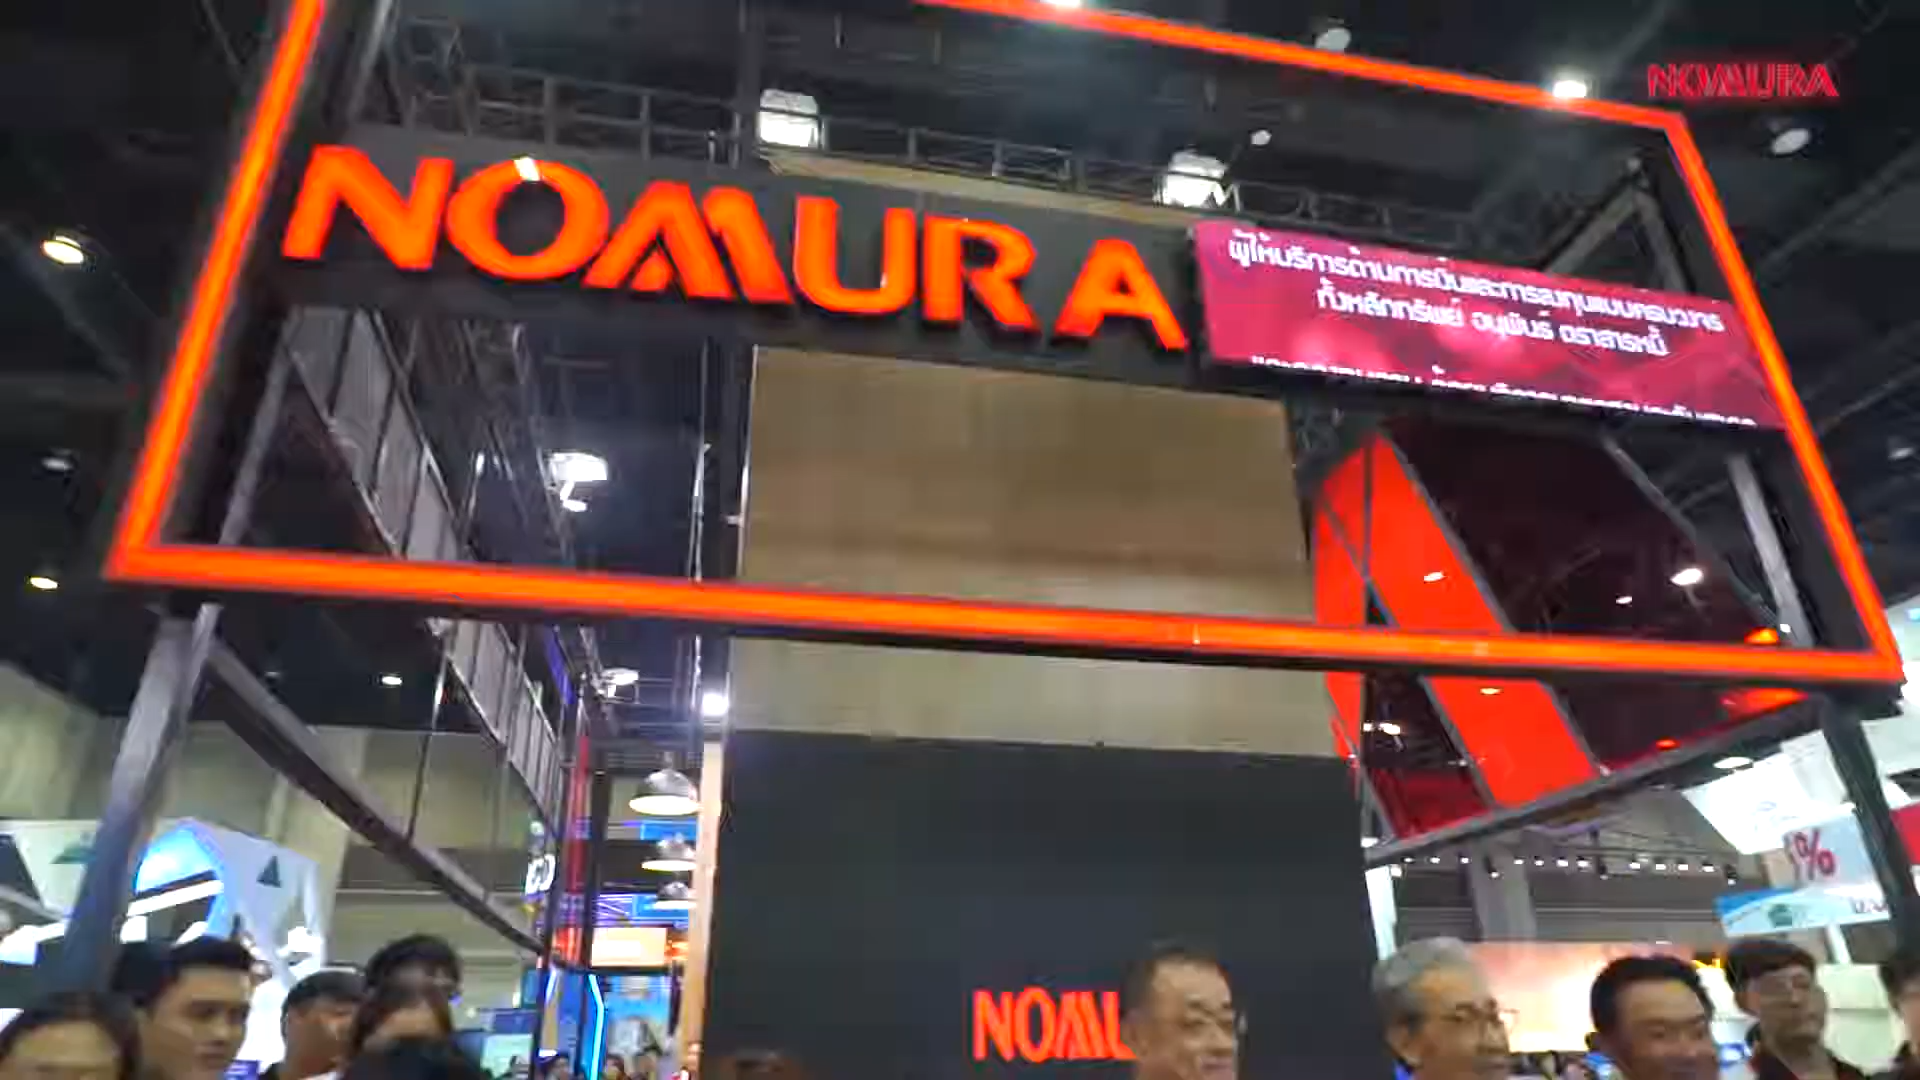 NOMURA
NOMURA
ผู้ให้บริการด้านการเงินและการลงทุนแบบครบวงจร
ทั้งหลักทรัพย์ อนุพันธ์ ตราสารหนี้
%
NOMU